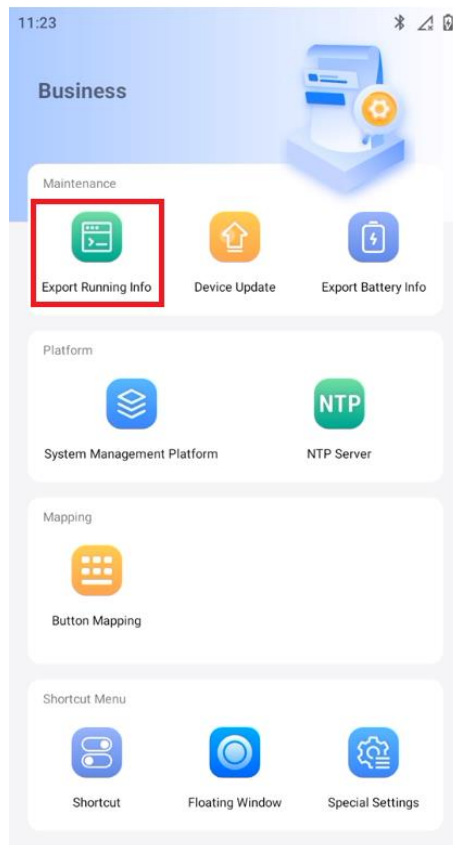 11:23
Business
Maintenance
Export Running Info Device Update Export Battery Info
Platform
NTP
System Management Platform NTP Server
Mapping
Button Mapping
Shortcut Menu
Shortcut Floating Window Special Settings